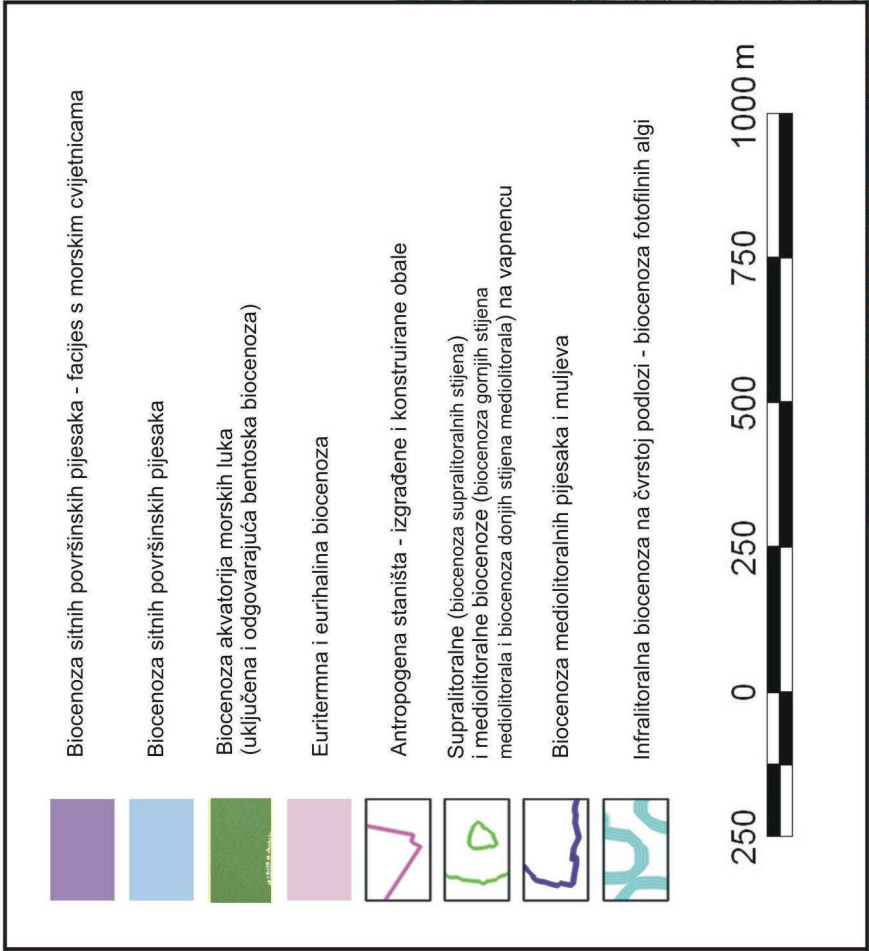 Biocenoza sitnih površinskih pijesaka - facijes s morskim cvijetnicama
Biocenoza sitnih površinskih pijesaka
Biocenoza akvatorija morskih luka
(uključena i odgovarajuća bentoska biocenoza)
Euritermna i eurihalina biocenoza
Antropogena staništa - izgrađene i konstruirane obale
Supralitoralne (biocenoza supralitoralnih stijena)
i mediolitoralne biocenoze (biocenoza gornjih stijena
mediolitorala i biocenoza donjih stijena mediolitorala) na vapnencu
Biocenoza mediolitoralnih pijesaka i muljeva
Infralitoralna biocenoza na čvrstoj podlozi - biocenoza fotofilnih algi
250 0 250 500 750 1000 m